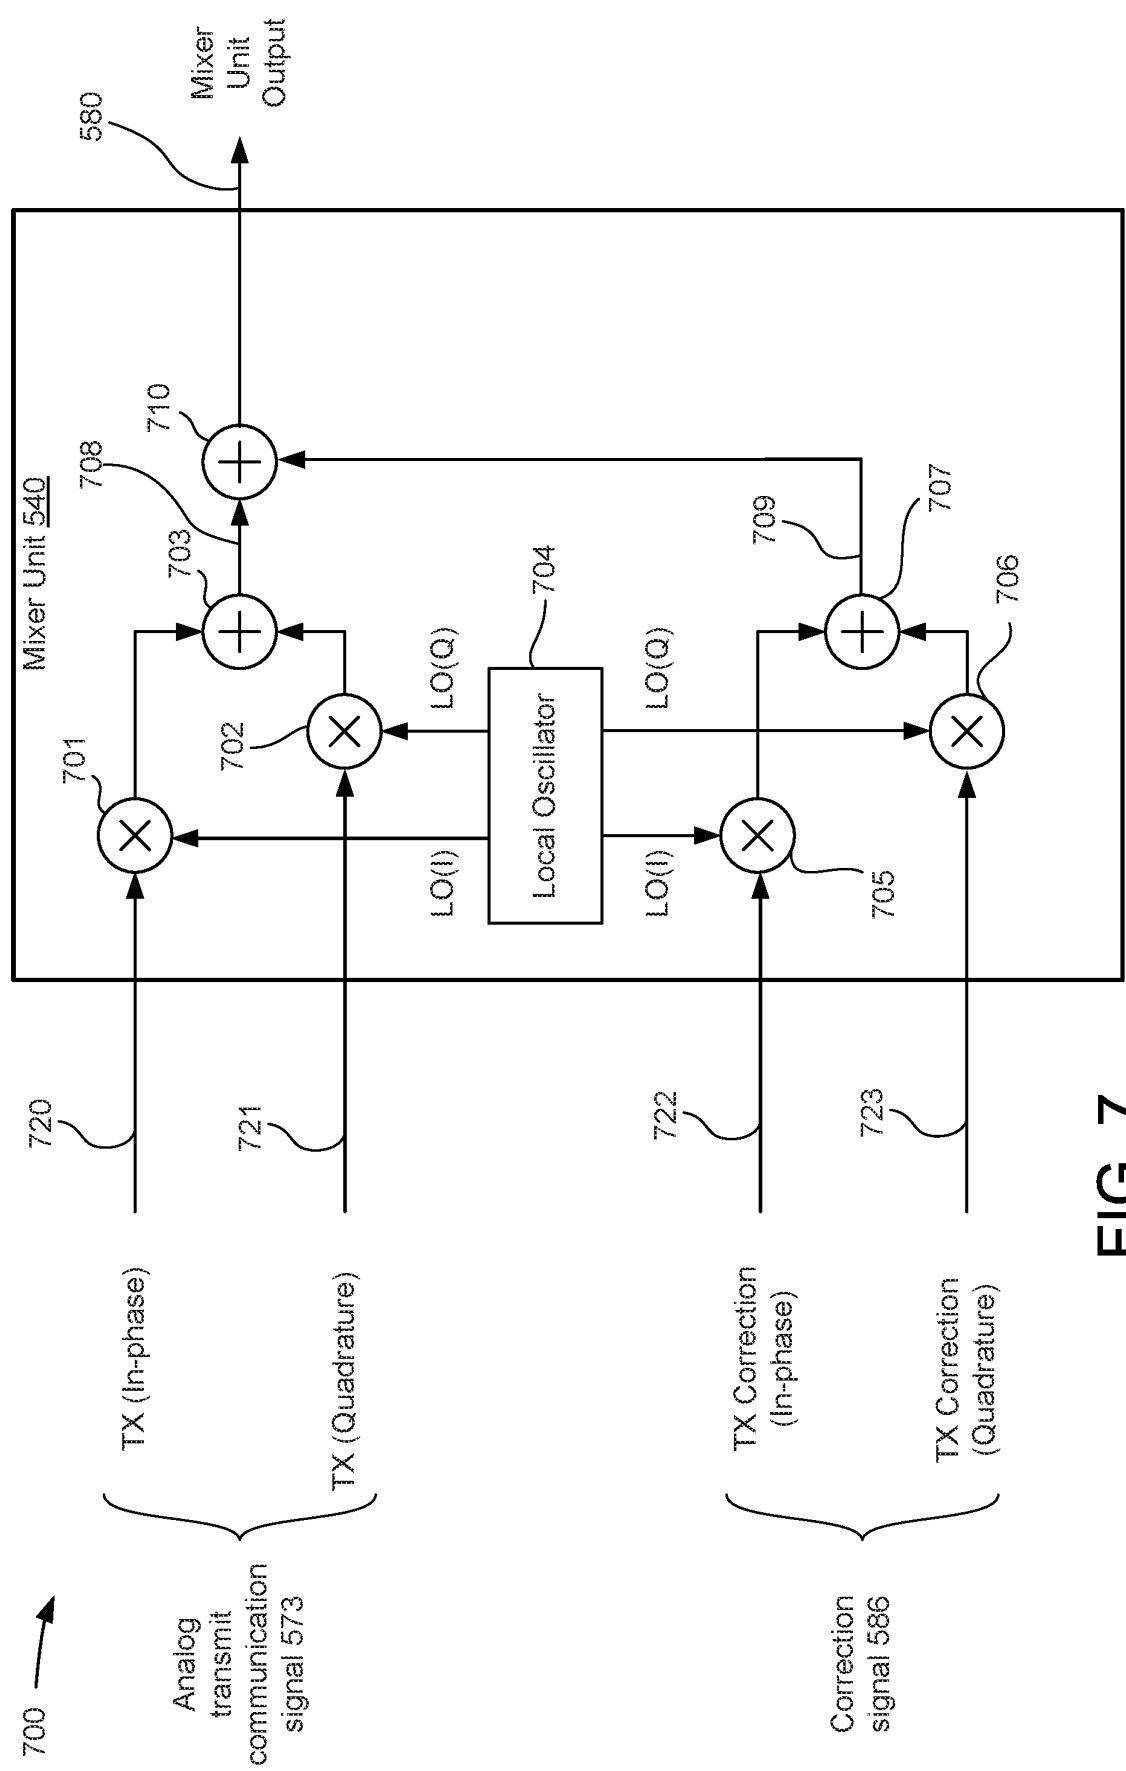 700
Analog
transmit
communication
signal 573
TX (In-phase)
720
TX (Quadrature)
721
Correction
signal 586
TX Correction
(In-phase)
722
TX Correction
(Quadrature)
723
Mixer Unit 540
701
702
703
708
710
580
Mixer
Unit
Output
LO(I)
LO(Q)
Local Oscillator
704
LO(I)
LO(Q)
705
706
707
709
FIG. 7